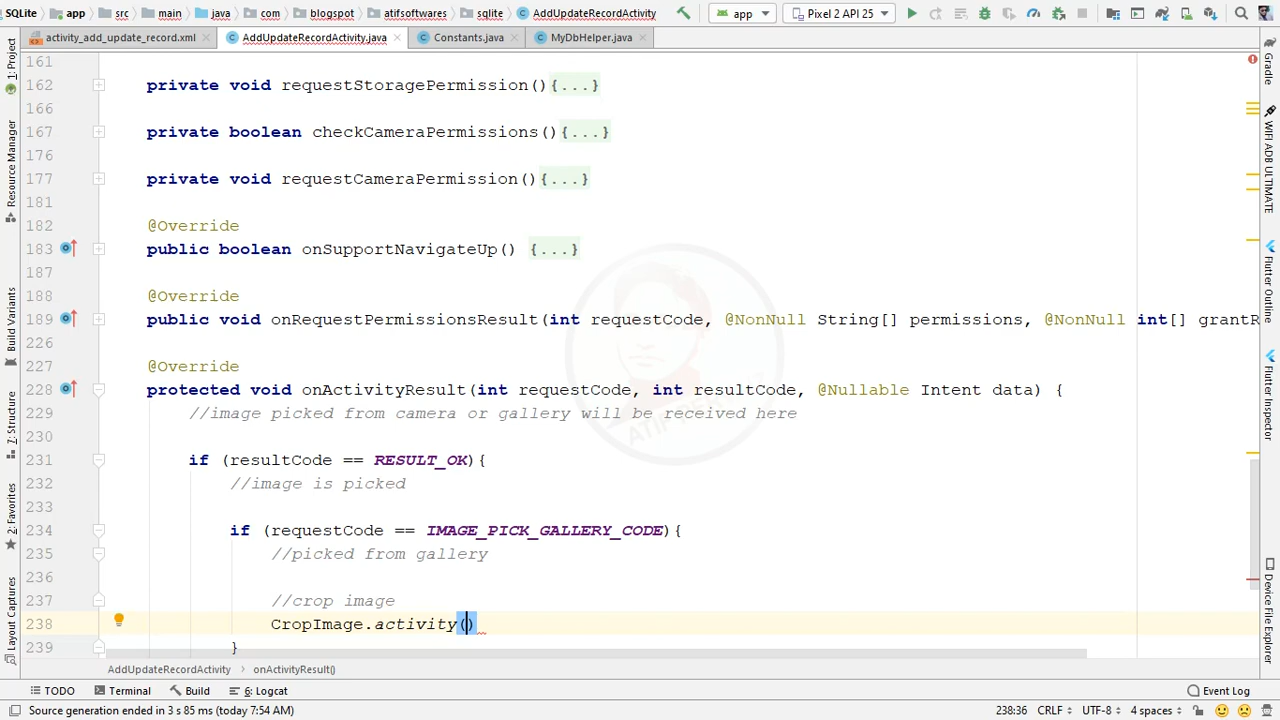 SQLite app src main java com blogspot atifsoftwares sqlite AddUpdateRecordActivity app Pixel 2 API 25
activity_add_update_record.xml AddUpdateRecordActivity.java Constants.java MyDbHelper.java
161
162 private void requestStoragePermission(){...}
166
167 private boolean checkCameraPermissions(){...}
176
177 private void requestCameraPermission(){...}
181
182 @Override
183 public boolean onSupportNavigateUp() {...}
187
188 @Override
189 public void onRequestPermissionsResult(int requestCode, @NonNull String[] permissions, @NonNull int[] grantR
226
227 @Override
228 protected void onActivityResult(int requestCode, int resultCode, @Nullable Intent data) {
229 //image picked from camera or gallery will be received here
230
231 if (resultCode == RESULT_OK){
232 //image is picked
233
234 if (requestCode == IMAGE_PICK_GALLERY_CODE){
235 //picked from gallery
236
237 //crop image
238 CropImage.activity()
239 }
AddUpdateRecordActivity onActivityResult()
TODO Terminal Build 6: Logcat Event Log
Source generation ended in 3 s 85 ms (today 7:54 AM) 238:36 CRLF UTF-8 4 spaces
1: Project
Resource Manager
Build Variants
7: Structure
2: Favorites
Layout Captures
Gradle
WIFI ADB ULTIMATE
Flutter Outline
Flutter Inspector
Device File Explorer